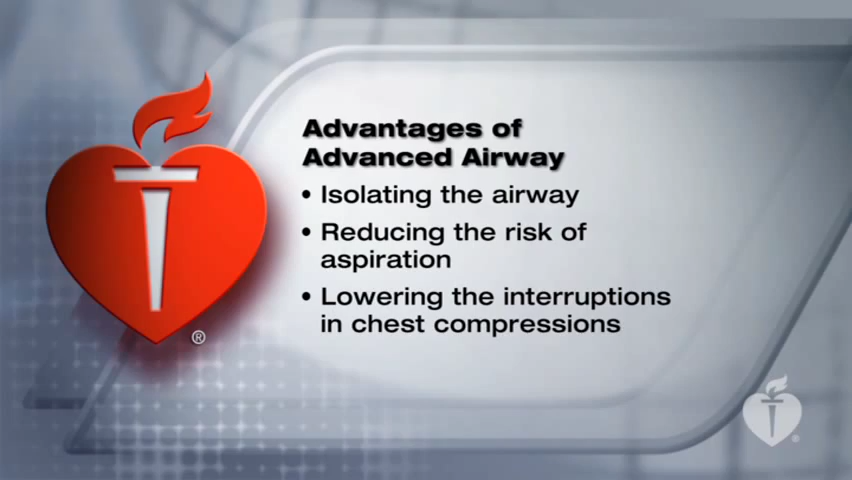 Advantages of
Advanced Airway
• Isolating the airway
• Reducing the risk of
aspiration
• Lowering the interruptions
in chest compressions
®
®